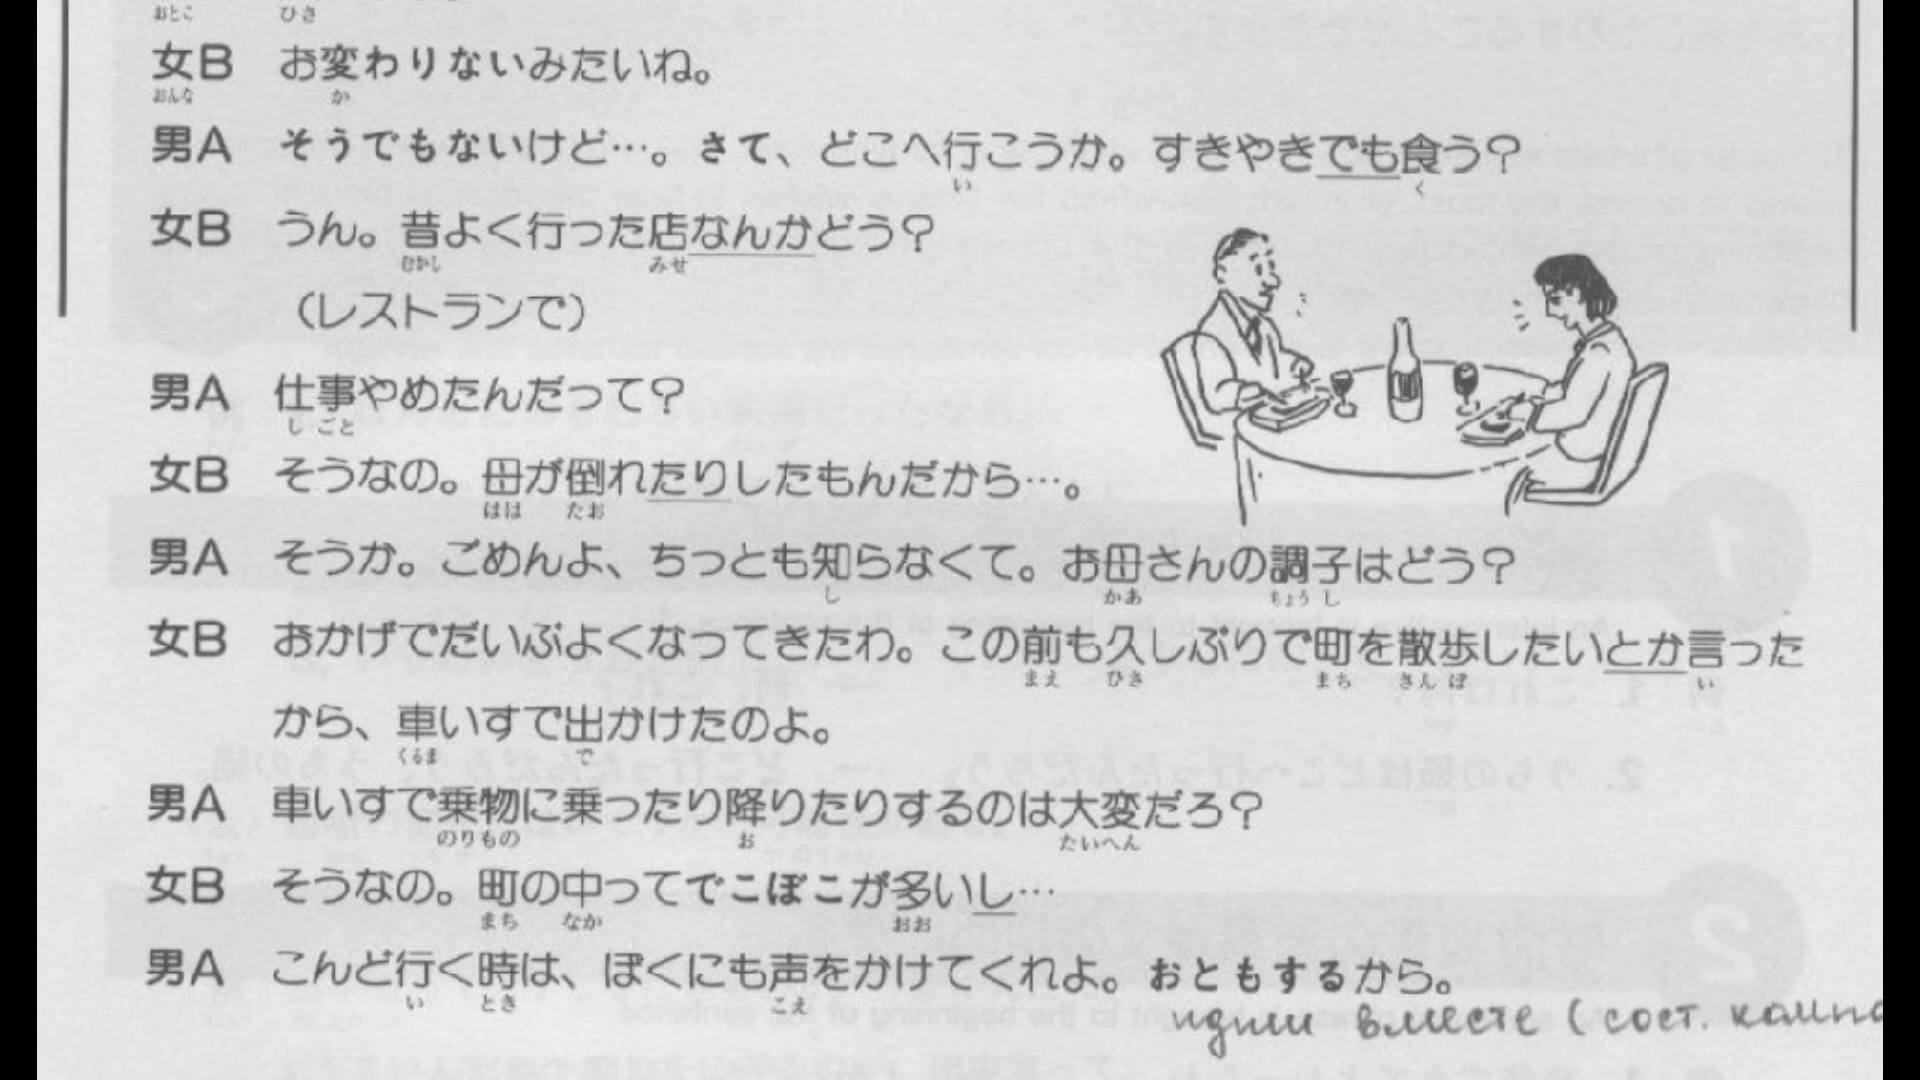 女B お変わりないみたいね。
男A そうでもないけど…。さて、どこへ行こうか。すきやきでも食う？
女B うん。昔よく行った店なんかどう？
（レストランで）
男A 仕事やめたんだって？
女B そうなの。母が倒れたりしたもんだから…。
男A そうか。ごめんよ、ちっとも知らなくて。お母さんの調子はどう？
女B おかげでだいぶよくなってきたわ。この前も久しぶりで町を散歩したいとか言った
から、車いすで出かけたのよ。
男A 車いすで乗物に乗ったり降りたりするのは大変だろ？
女B そうなの。町の中ってでこぼこが多いし…
男A こんど行く時は、ぼくにも声をかけてくれよ。おともするから。
идти вместе (сост.